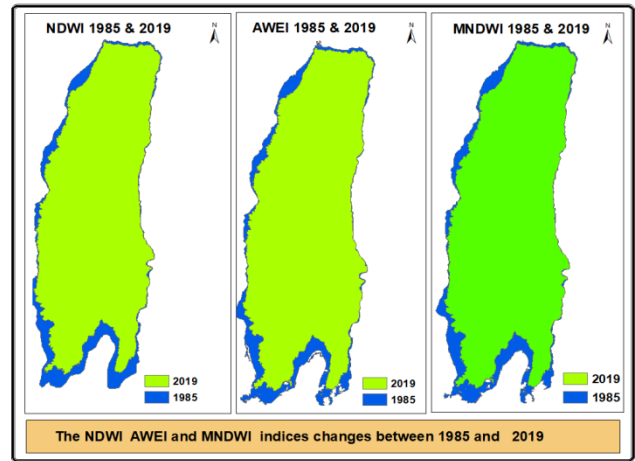 NDWI 1985 & 2019
N
2019
1985
AWEI 1985 & 2019
N
2019
1985
MNDWI 1985 & 2019
N
2019
1985
The NDWI AWEI and MNDWI indices changes between 1985 and 2019